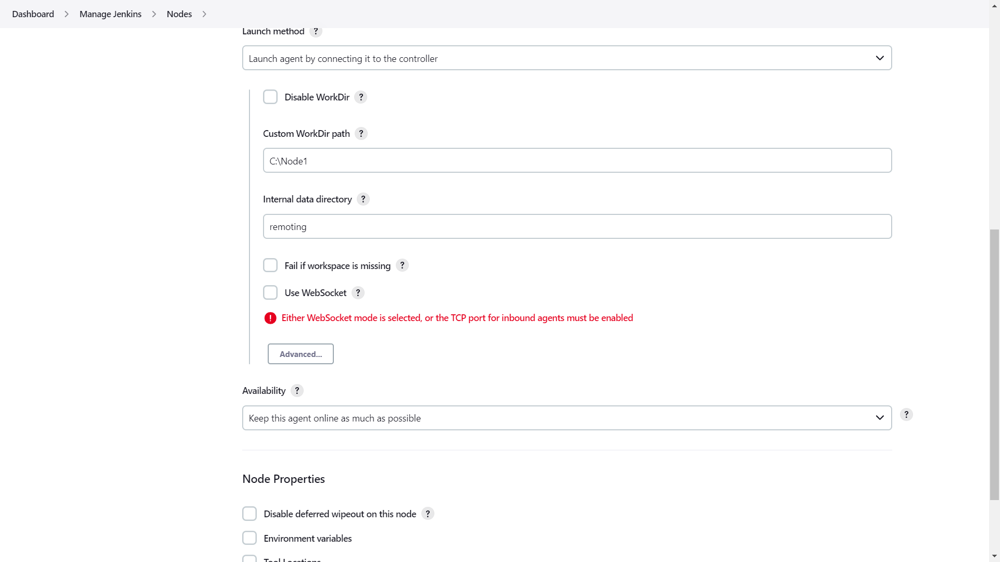 Dashboard > Manage Jenkins > Nodes >
Launch method ?
Launch agent by connecting it to the controller
Disable WorkDir ?
Custom WorkDir path ?
C:\Node1
Internal data directory ?
remoting
Fail if workspace is missing ?
Use WebSocket ?
! Either WebSocket mode is selected, or the TCP port for inbound agents must be enabled
Advanced...
Availability ?
Keep this agent online as much as possible ?
Node Properties
Disable deferred wipeout on this node ?
Environment variables
Tool Locations